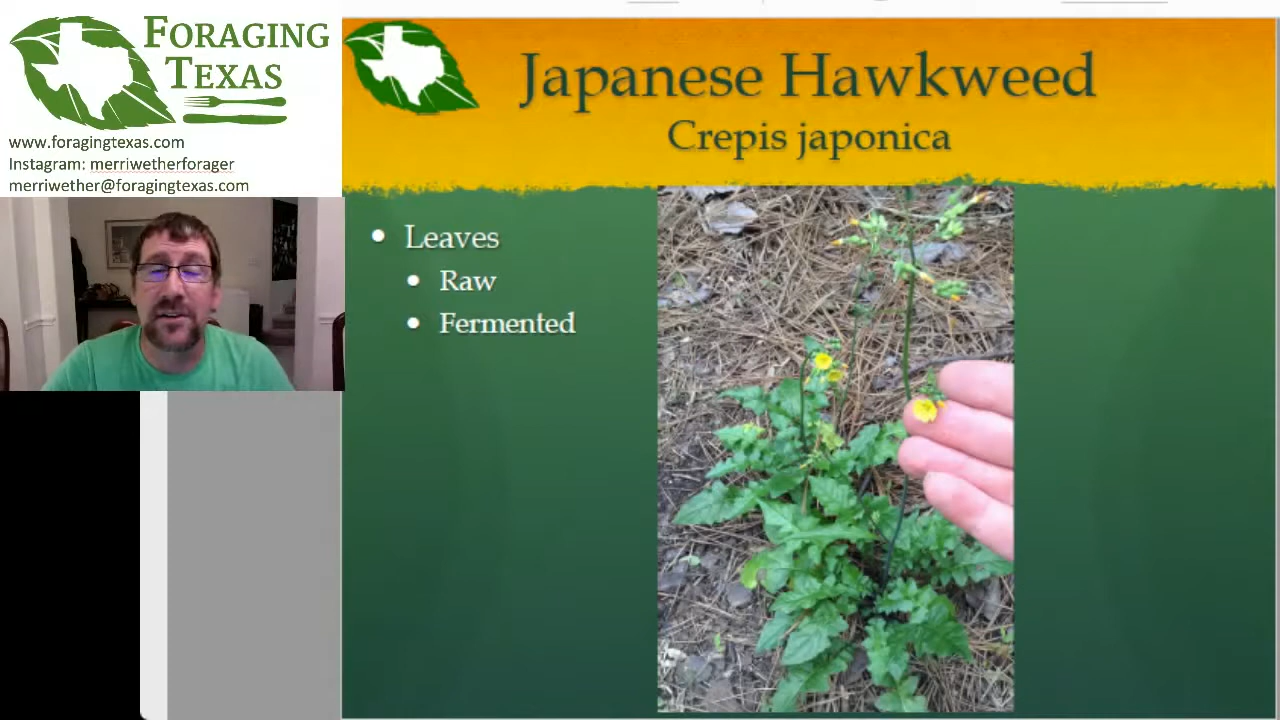 FORAGING
TEXAS
www.foragingtexas.com
Instagram: merriwetherforager
merriwether@foragingtexas.com
Japanese Hawkweed
Crepis japonica
Leaves
Raw
Fermented